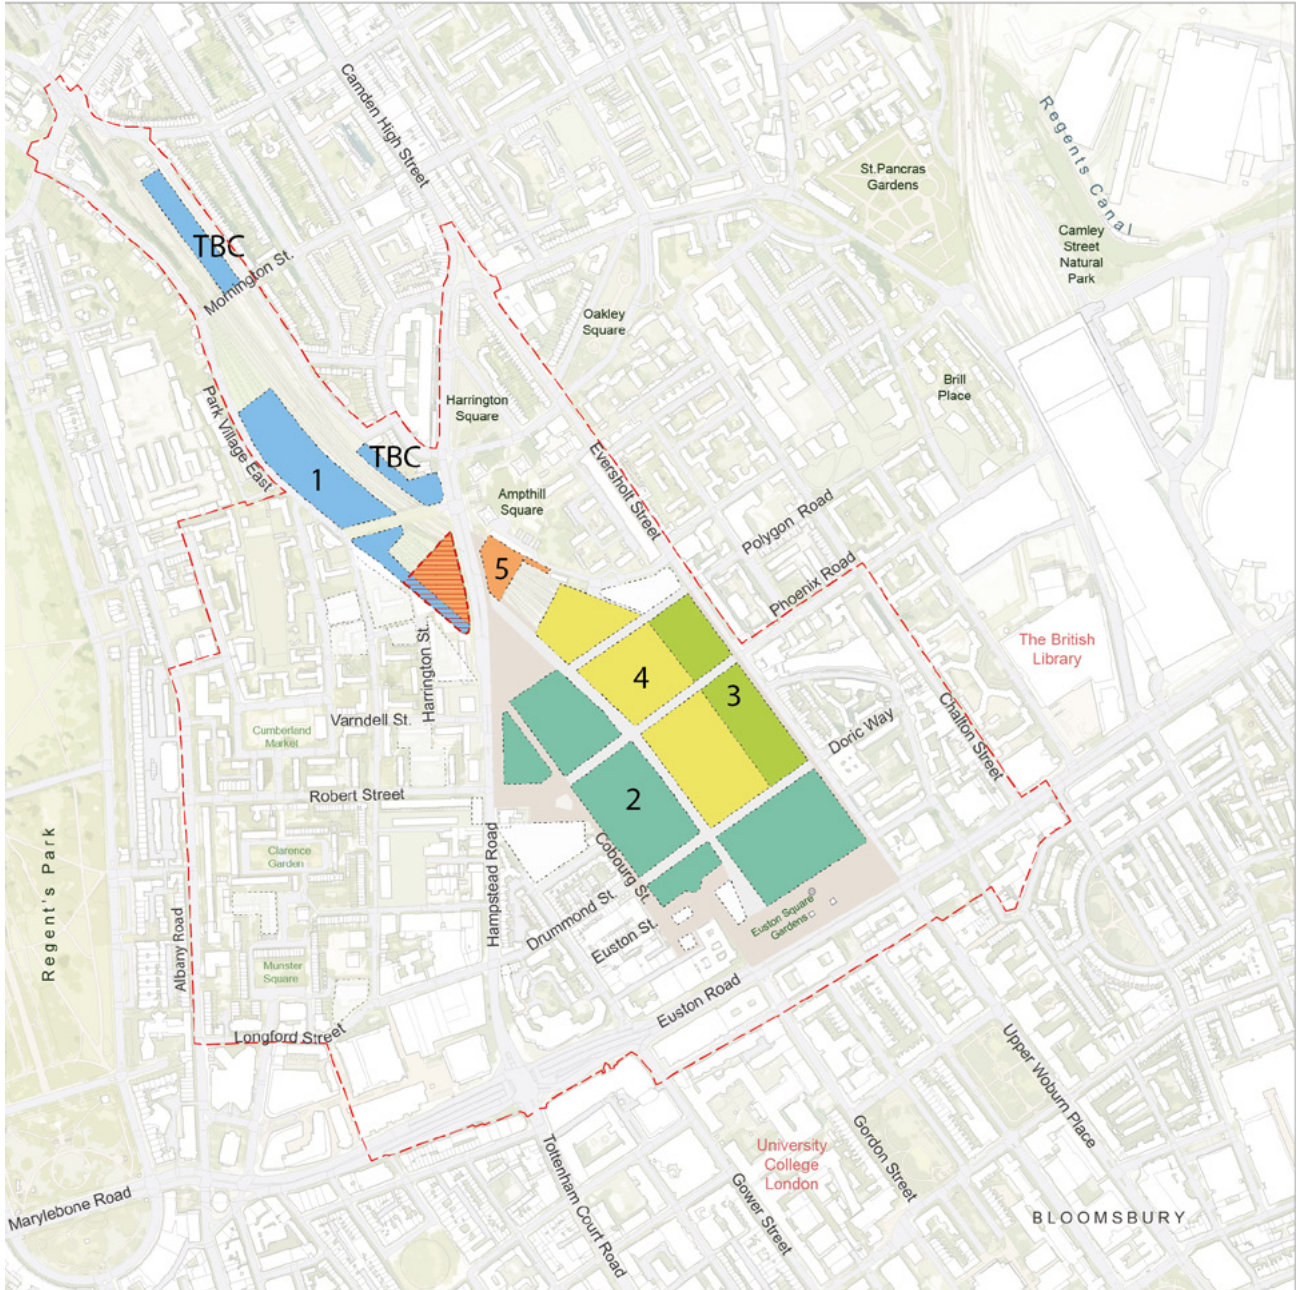 Camden High Street
Regents Canal
St.Pancras
Gardens
Camley
Street
Natural
Park
TBC
Mornington St.
Oakley
Square
Brill
Place
Park Village East
Harrington
Square
TBC
1
Eversholt Street
Ampthill
Square
Polygon Road
5
Phoenix Road
The British
Library
Harrington St.
4
3
Varndell St.
Cumberland
Market
Doric Way
Chalton Street
Robert Street
2
Regent's Park
Clarence
Garden
Cobourg St.
Hampstead Road
Drummond St.
Euston St.
Euston Square
Gardens
Albany Road
Munster
Square
Euston Road
Longford Street
Upper Woburn Place
Tottenham Court Road
University
College
London
Gordon Street
Gower Street
Marylebone Road
BLOOMSBURY